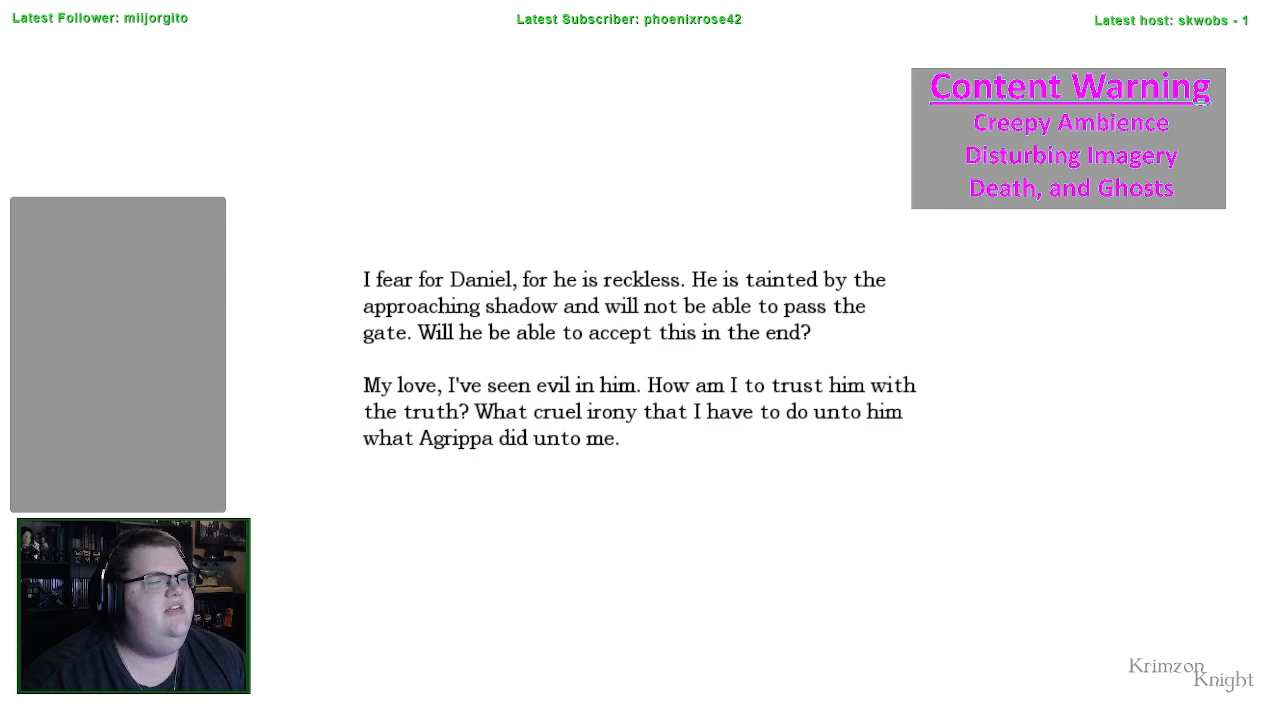 Latest Follower: miijorgito
Latest Subscriber: phoenixrose42
Latest host: skwobs - 1
Content Warning
Creepy Ambience
Disturbing Imagery
Death, and Ghosts
I fear for Daniel, for he is reckless. He is tainted by the
approaching shadow and will not be able to pass the
gate. Will he be able to accept this in the end?
My love, I've seen evil in him. How am I to trust him with
the truth? What cruel irony that I have to do unto him
what Agrippa did unto me.
Krimzon
Knight